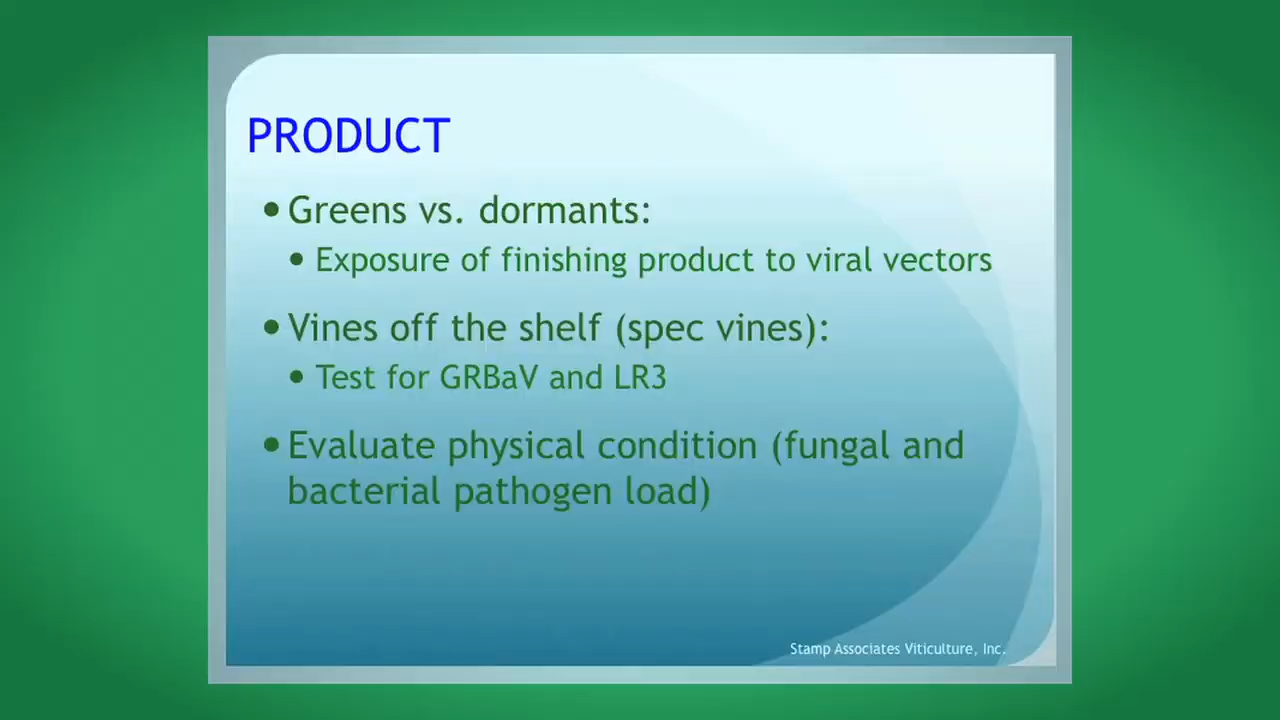 PRODUCT
• Greens vs. dormants:
• Exposure of finishing product to viral vectors
• Vines off the shelf (spec vines):
• Test for GRBaV and LR3
• Evaluate physical condition (fungal and
bacterial pathogen load)
Stamp Associates Viticulture, Inc.